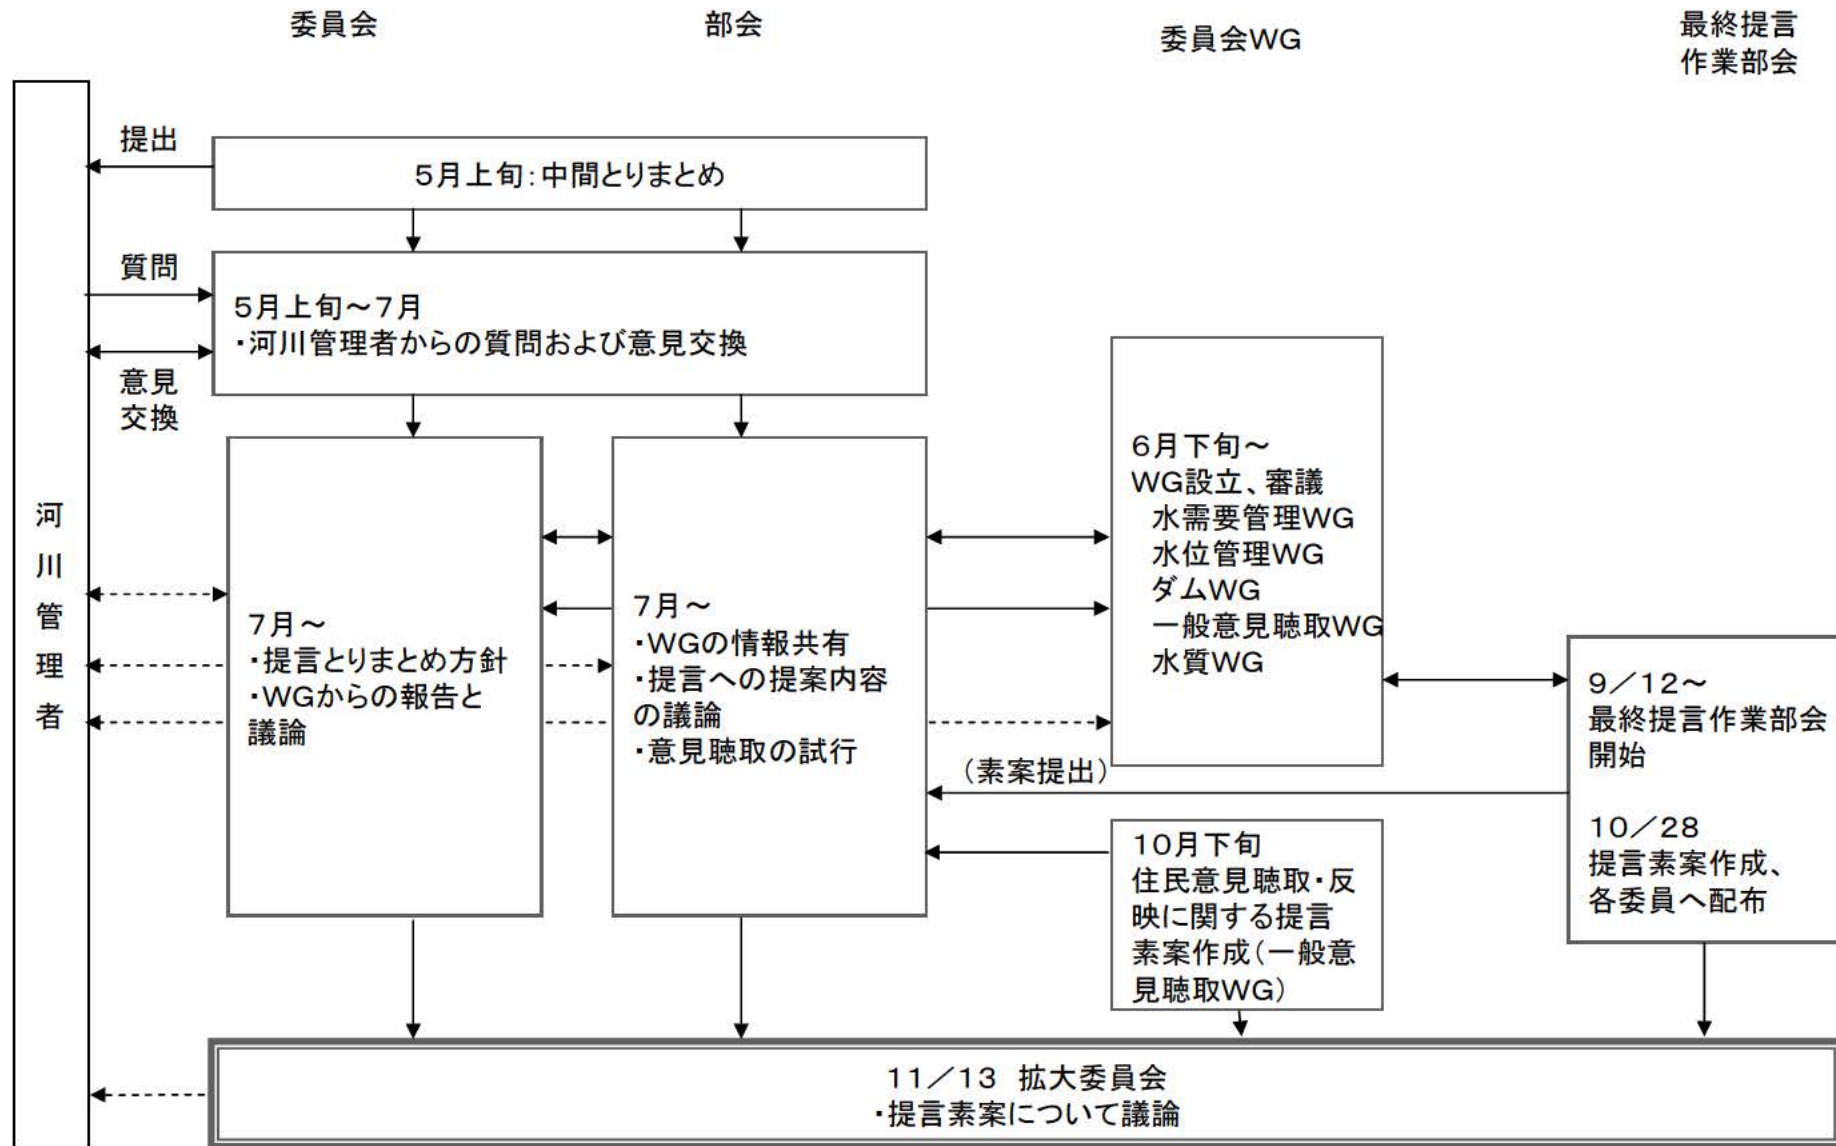 委員会
部会
委員会WG
最終提言
作業部会
提出
5月上旬:中間とりまとめ
質問
5月上旬~7月
・河川管理者からの質問および意見交換
意見
交換
河
川
管
理
者
7月~
・提言とりまとめ方針
・WGからの報告と
議論
7月~
・WGの情報共有
・提言への提案内容
の議論
・意見聴取の試行
6月下旬~
WG設立、審議
水需要管理WG
水位管理WG
ダムWG
一般意見聴取WG
水質WG
9/12~
最終提言作業部会
開始
10/28
提言素案作成、
各委員へ配布
(素案提出)
10月下旬
住民意見聴取・反
映に関する提言
素案作成(一般意
見聴取WG)
11/13 拡大委員会
・提言素案について議論